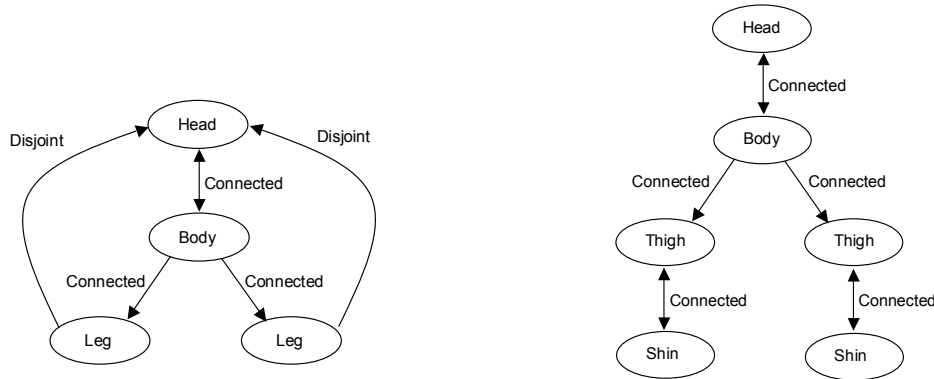 Disjoint
Head
Disjoint
Connected
Body
Connected
Connected
Leg
Leg
Head
Connected
Body
Connected
Connected
Thigh
Thigh
Connected
Connected
Shin
Shin